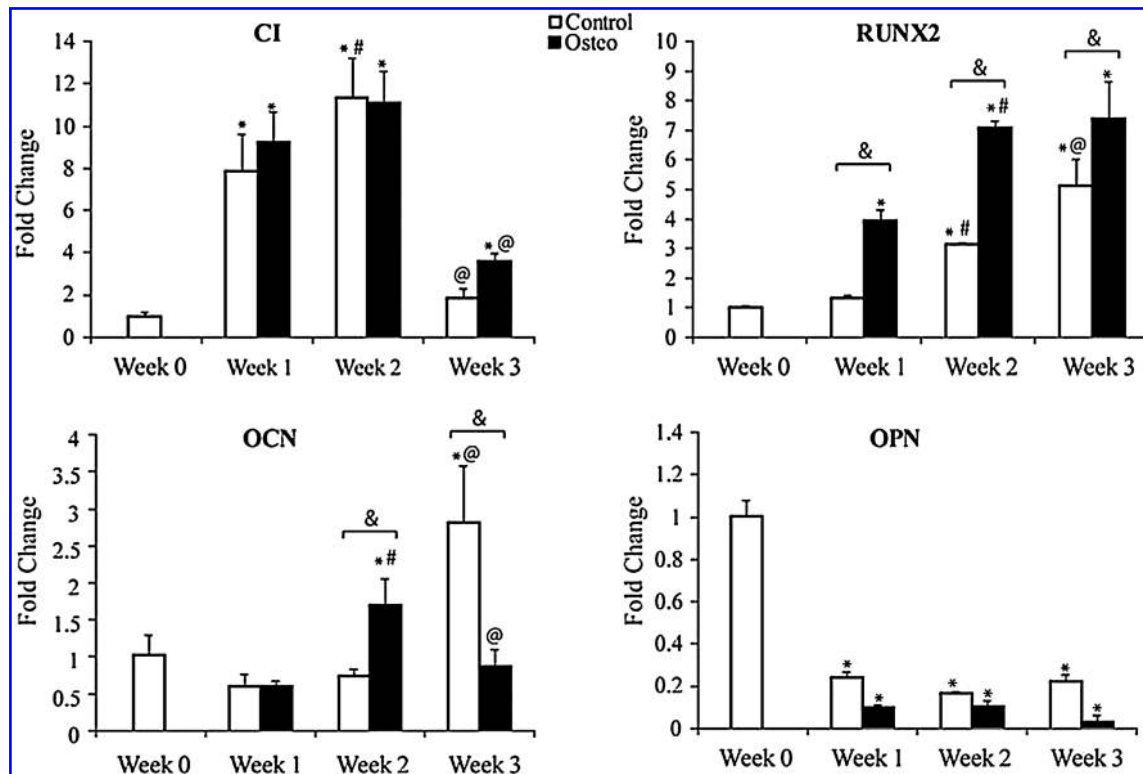 CI
Control
Osteo
RUNX2
Fold Change
14
12
10
8
6
4
2
0
* * * # * @ * @
Week 0 Week 1 Week 2 Week 3
Fold Change
10
9
8
7
6
5
4
3
2
1
0
& & &
* * # * # * @ *
Week 0 Week 1 Week 2 Week 3
OCN
Fold Change
4
3.5
3
2.5
2
1.5
1
0.5
0
& &
*# *@ @
Week 0 Week 1 Week 2 Week 3
OPN
Fold Change
1.4
1.2
1
0.8
0.6
0.4
0.2
0
* * * * * *
Week 0 Week 1 Week 2 Week 3